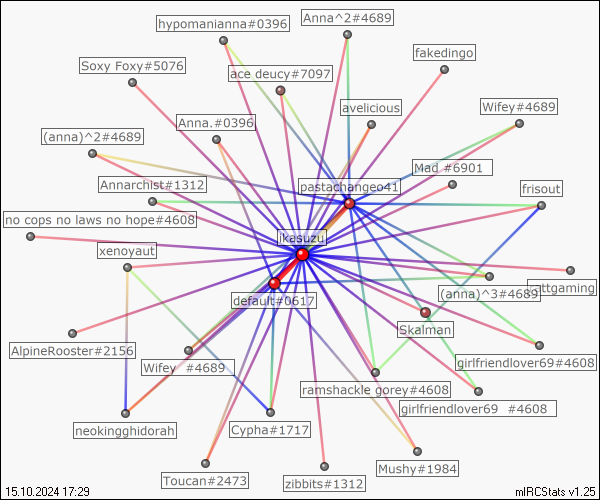 Anna^2#4689
hypomanianna#0396
fakedingo
Soxy Foxy#5076
ace deucy#7097
avelicious
Wifey#4689
Anna.#0396
(anna)^2#4689
Mad #6901
Annarchist#1312
pastachangeo41
frisout
no cops no laws no hope#4608
ikasuzu
xenoyaut
(anna)^3#4689
default#0617
Skalman
AlpineRooster#2156
girlfriendlover69#4608
Wifey #4689
ramshackle gorey#4608
girlfriendlover69 #4608
neokingghidorah
Cypha#1717
Mushy#1984
Toucan#2473
zibbits#1312
15.10.2024 17:29
mIRCStats v1.25